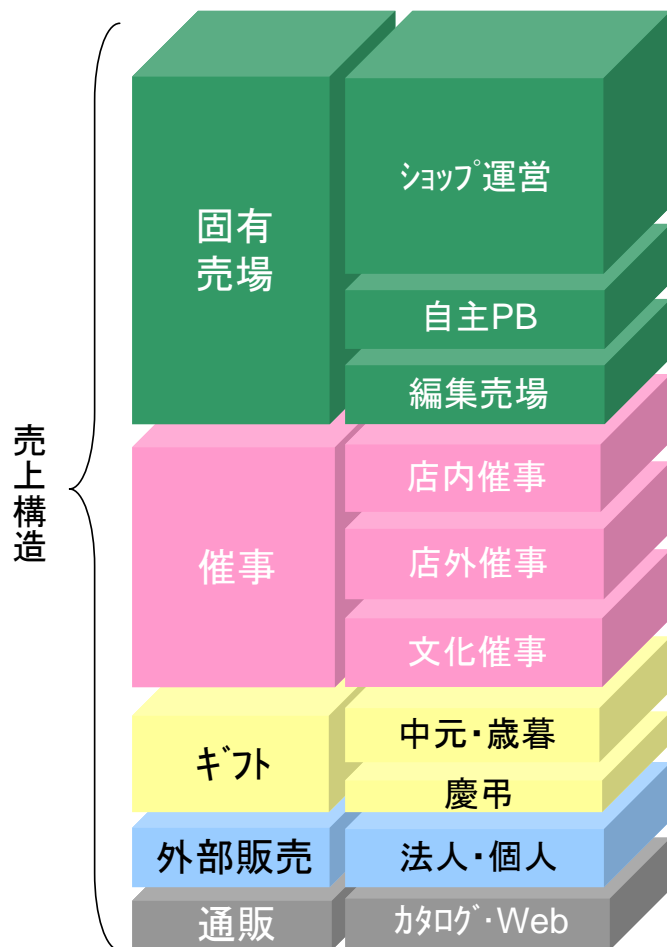 売上構造
固有
売場
ｼｮｯﾌﾟ運営
自主PB
編集売場
催事
店内催事
店外催事
文化催事
ｷﾞﾌﾄ
中元・歳暮
慶弔
外部販売
法人・個人
通販
ｶﾀﾛｸﾞ・Web